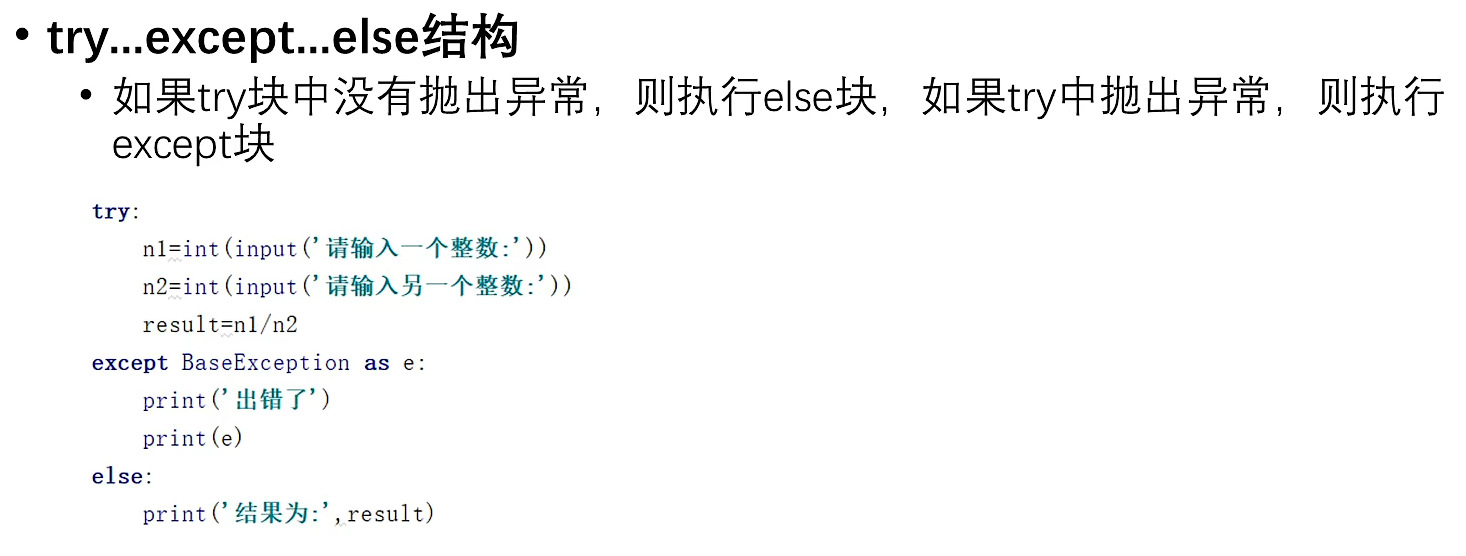 • try...except...else结构
• 如果try块中没有抛出异常，则执行else块，如果try中抛出异常，则执行
except块
try:
    n1=int(input('请输入一个整数:'))
    n2=int(input('请输入另一个整数:'))
    result=n1/n2
except BaseException as e:
    print('出错了')
    print(e)
else:
    print('结果为:',result)